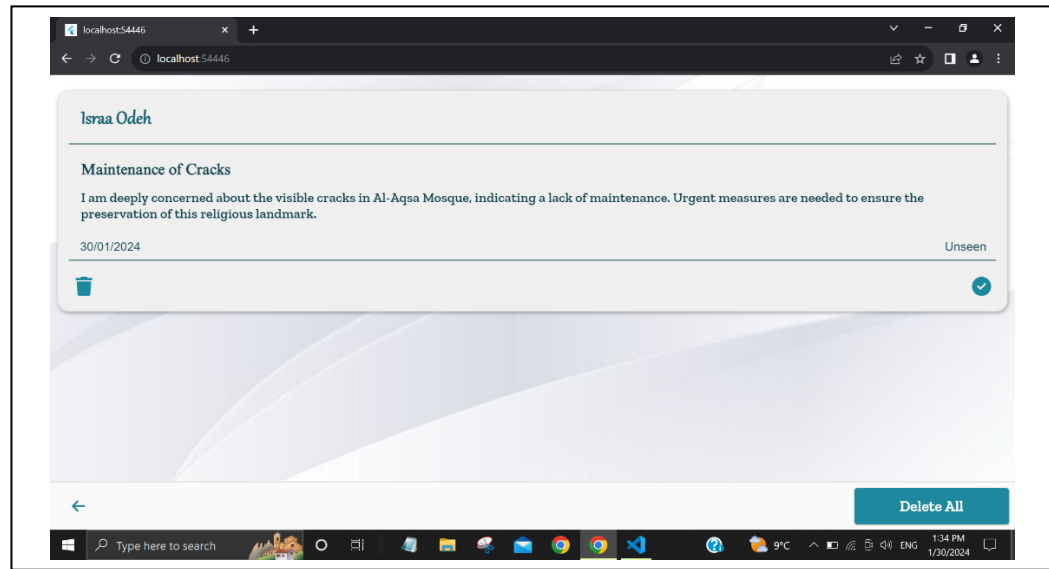 localhost:54446
localhost:54446
Israa Odeh
Maintenance of Cracks
I am deeply concerned about the visible cracks in Al-Aqsa Mosque, indicating a lack of maintenance. Urgent measures are needed to ensure the
preservation of this religious landmark.
30/01/2024 Unseen
Delete All
Type here to search
9°C
ENG
1:34 PM
1/30/2024